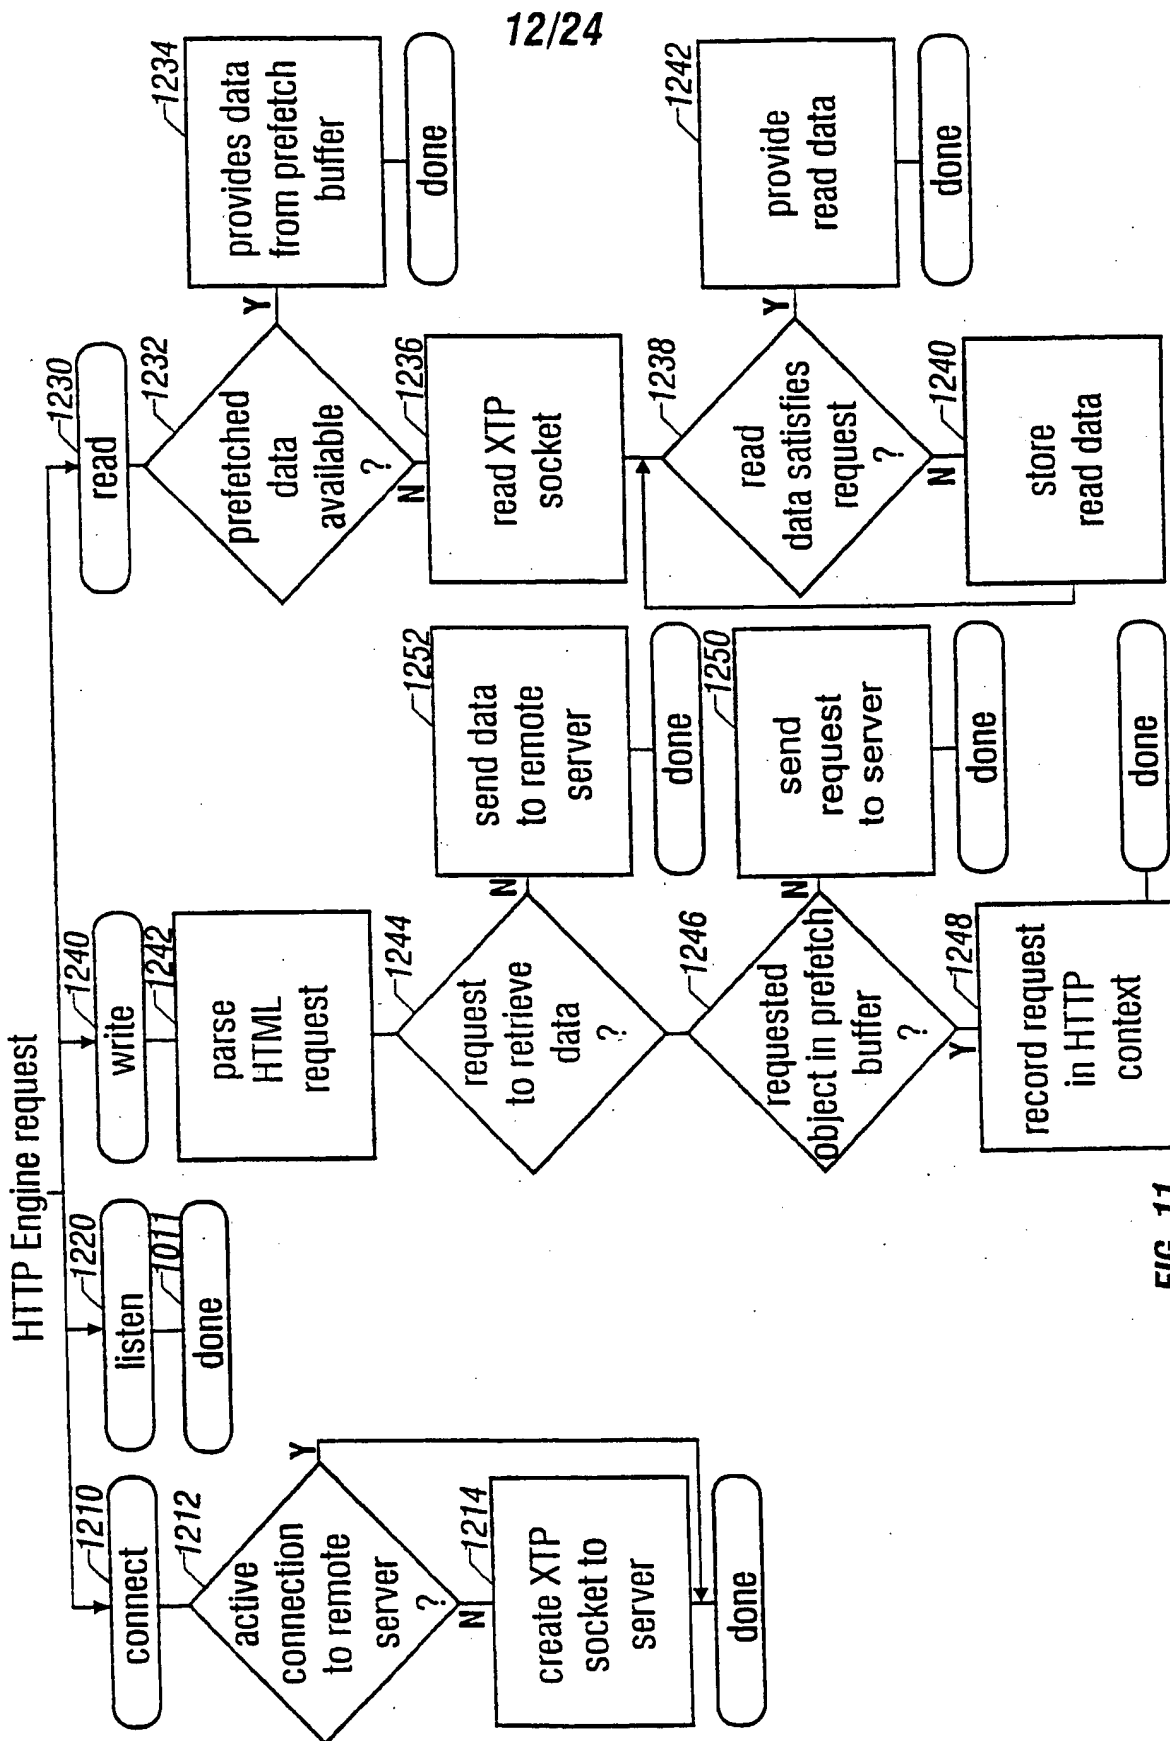 12/24
HTTP Engine request
1210
connect
1212
active
connection
to remote
server
?
Y
N
1214
create XTP
socket to
server
done
1220
listen
1011
done
1240
write
1242
parse
HTML
request
1244
request
to retrieve
data
?
N
1252
send data
to remote
server
done
1246
requested
object in prefetch
buffer
?
N
1250
send
request
to server
done
Y
1248
record request
in HTTP
context
done
1230
read
1232
prefetched
data
available
?
Y
1234
provides data
from prefetch
buffer
done
N
1236
read XTP
socket
1238
read
data satisfies
request
?
Y
1242
provide
read data
done
N
1240
store
read data
FIG. 11